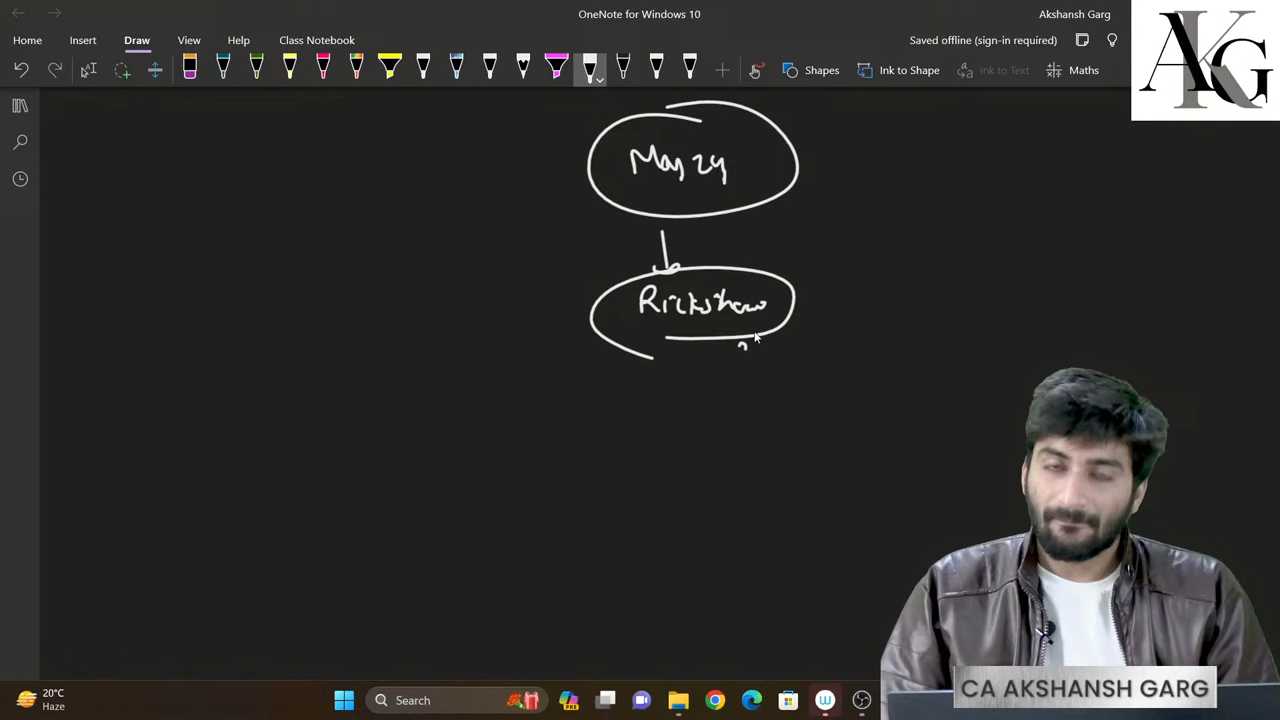 OneNote for Windows 10
Akshansh Garg
Home
Insert
Draw
View
Help
Class Notebook
Saved offline (sign-in required)
Shapes
Ink to Shape
Ink to Text
Maths
AKG
May 24
Rickshaw
CA AKSHANSH GARG
20°C
Haze
Search